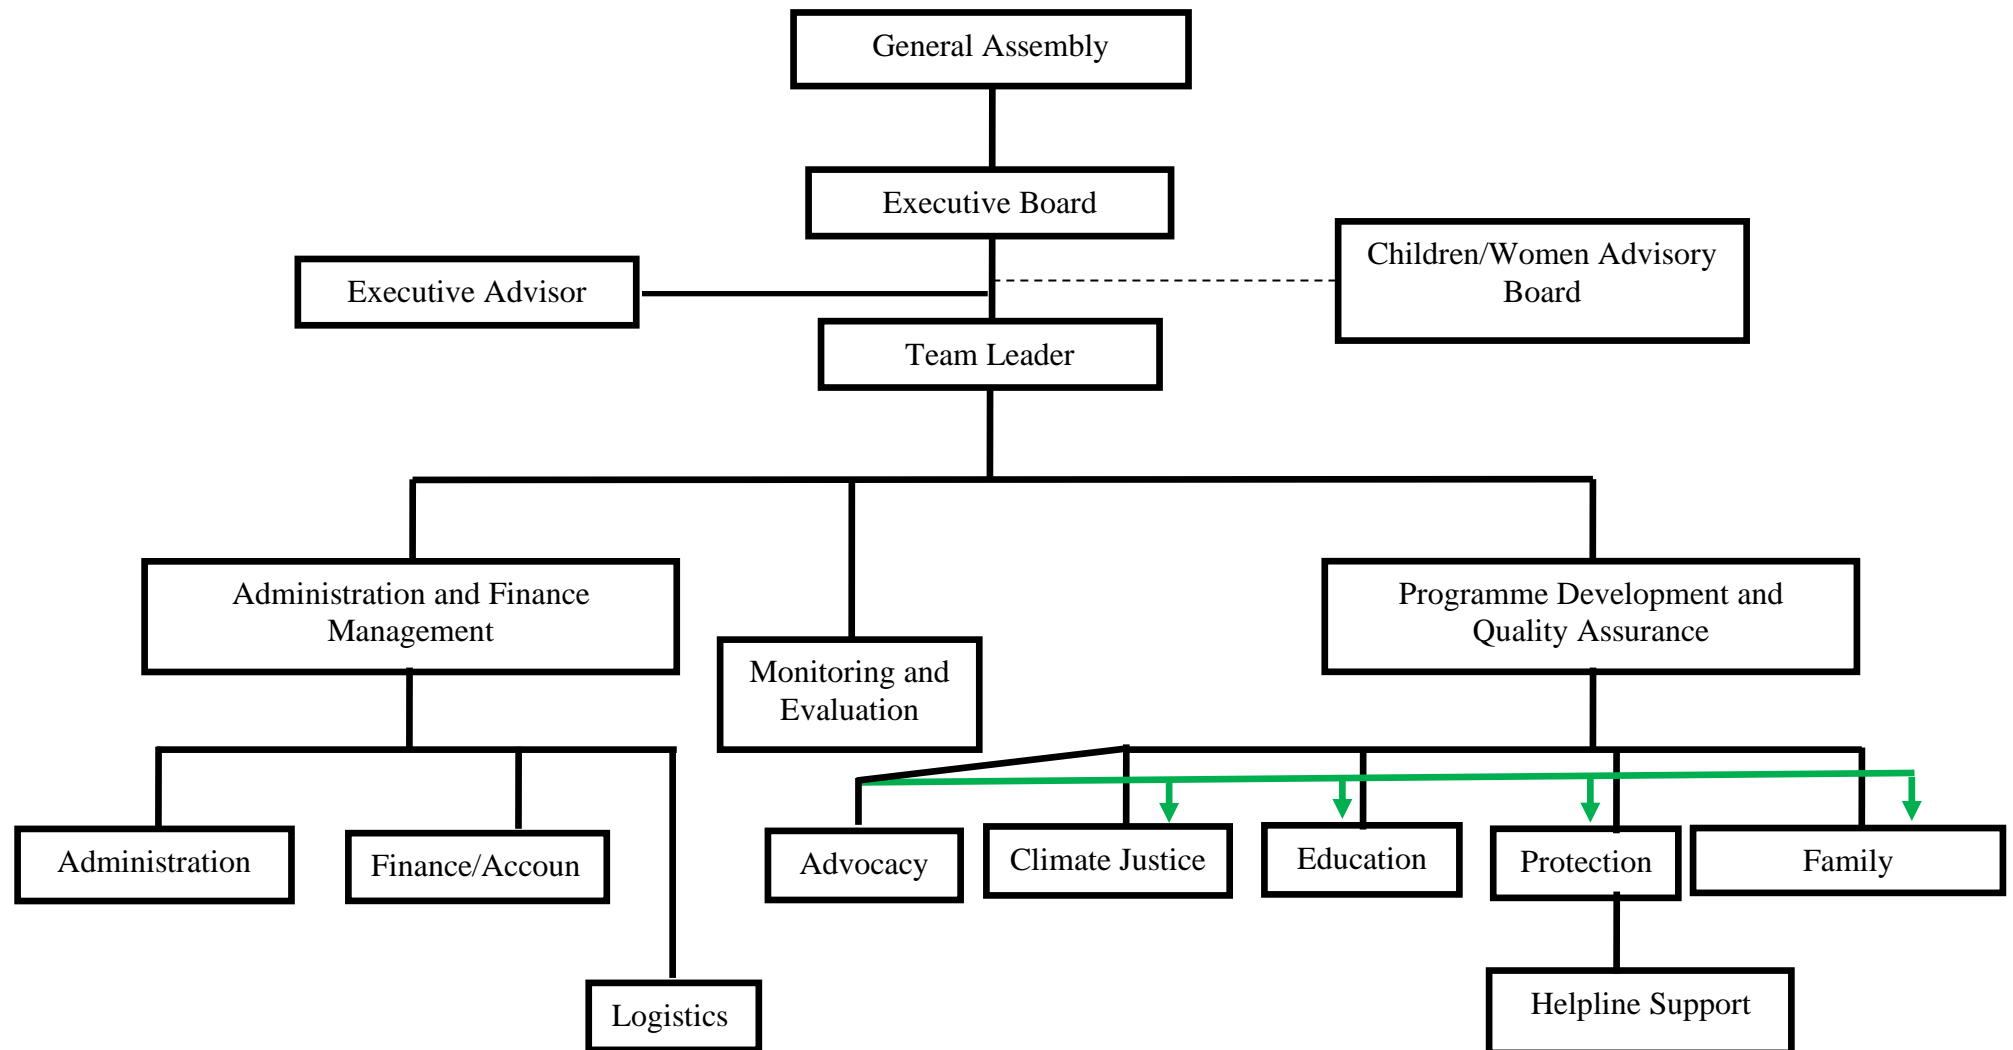 General Assembly
Executive Board
Children/Women Advisory
Board
Executive Advisor
Team Leader
Administration and Finance
Management
Programme Development and
Quality Assurance
Monitoring and
Evaluation
Administration
Finance/Accoun
Advocacy
Climate Justice
Education
Protection
Family
Logistics
Helpline Support